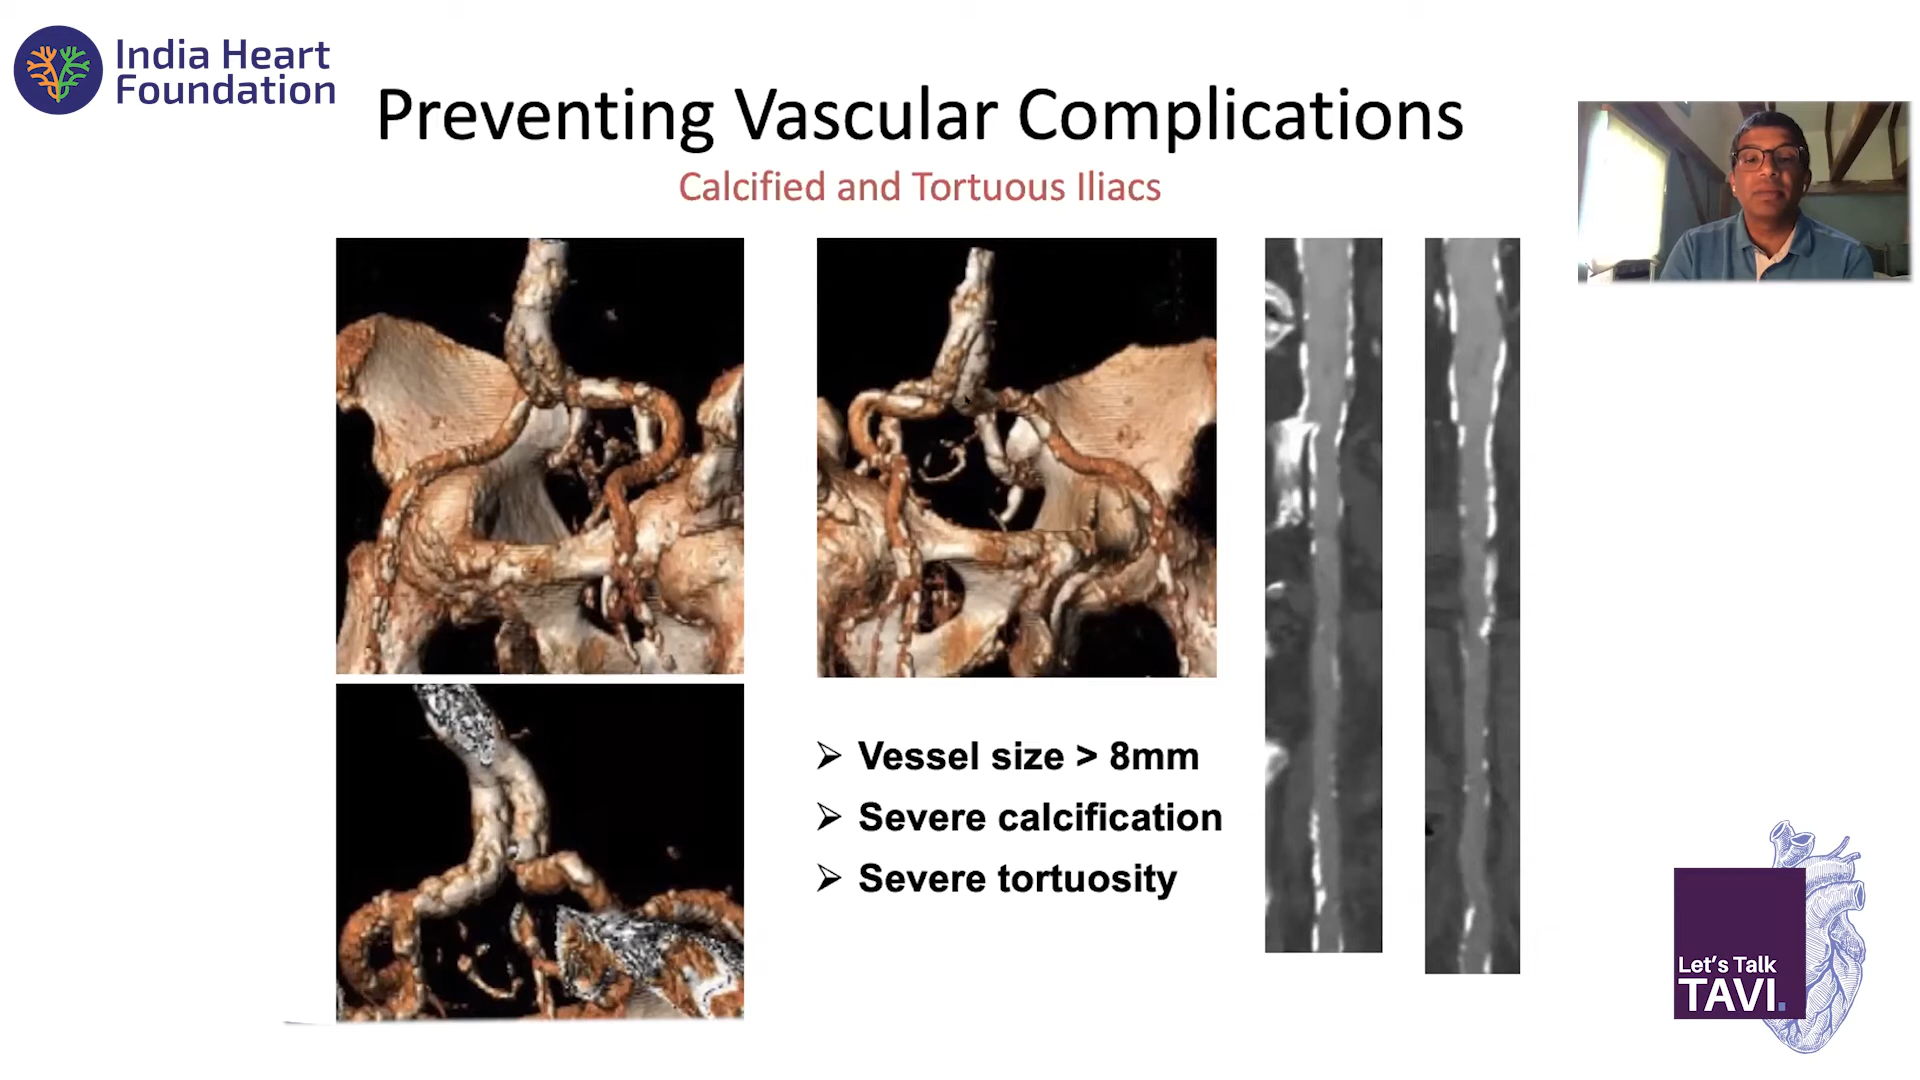 India Heart
Foundation
Preventing Vascular Complications
Calcified and Tortuous Iliacs
➢ Vessel size > 8mm
➢ Severe calcification
➢ Severe tortuosity
Let's Talk
TAVI.